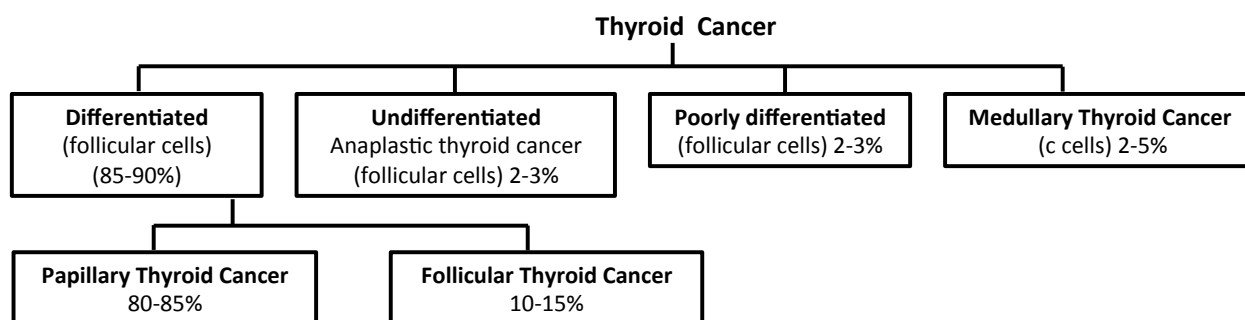 Thyroid Cancer
Differentiated
(follicular cells)
(85-90%)
Undifferentiated
Anaplastic thyroid cancer
(follicular cells) 2-3%
Poorly differentiated
(follicular cells) 2-3%
Medullary Thyroid Cancer
(c cells) 2-5%
Papillary Thyroid Cancer
80-85%
Follicular Thyroid Cancer
10-15%